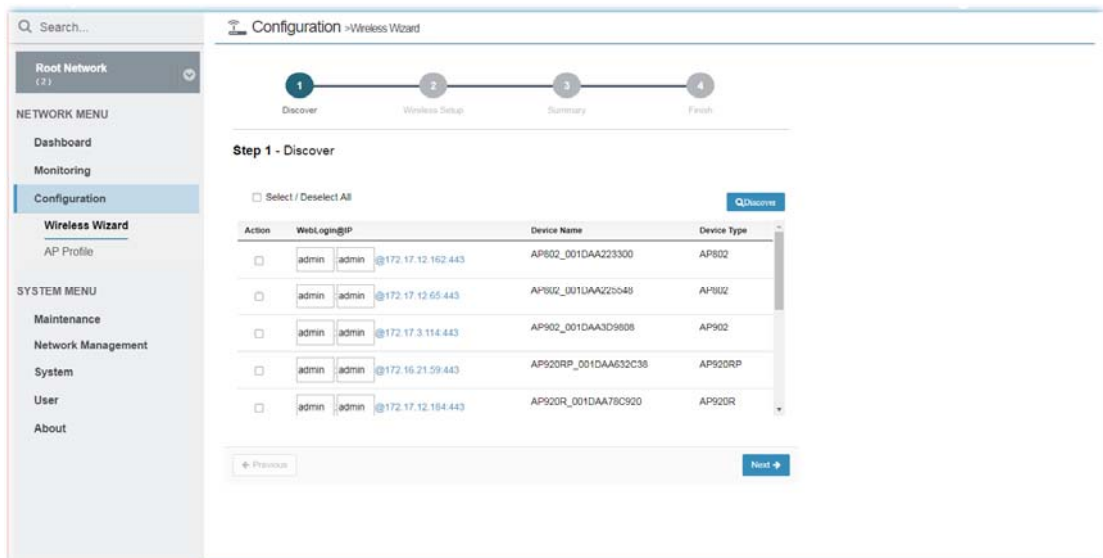 Search...
Configuration >Wireless Wizard
Root Network
(2)
NETWORK MENU
Dashboard
Monitoring
Configuration
Wireless Wizard
AP Profile
SYSTEM MENU
Maintenance
Network Management
System
User
About
1 2 3 4
Discover Wireless Setup Summary Finish
Step 1 - Discover
Select / Deselect All Discover
Action WebLogin@IP Device Name Device Type
admin : admin @172.17.12.162:443 AP802_001DAA223300 AP802
admin : admin @172.17.12.65:443 AP802_001DAA225548 AP802
admin : admin @172.17.3.114:443 AP902_001DAA3D9808 AP902
admin : admin @172.16.21.59:443 AP920RP_001DAA632C38 AP920RP
admin : admin @172.17.12.184:443 AP920R_001DAA78C920 AP920R
Previous Next